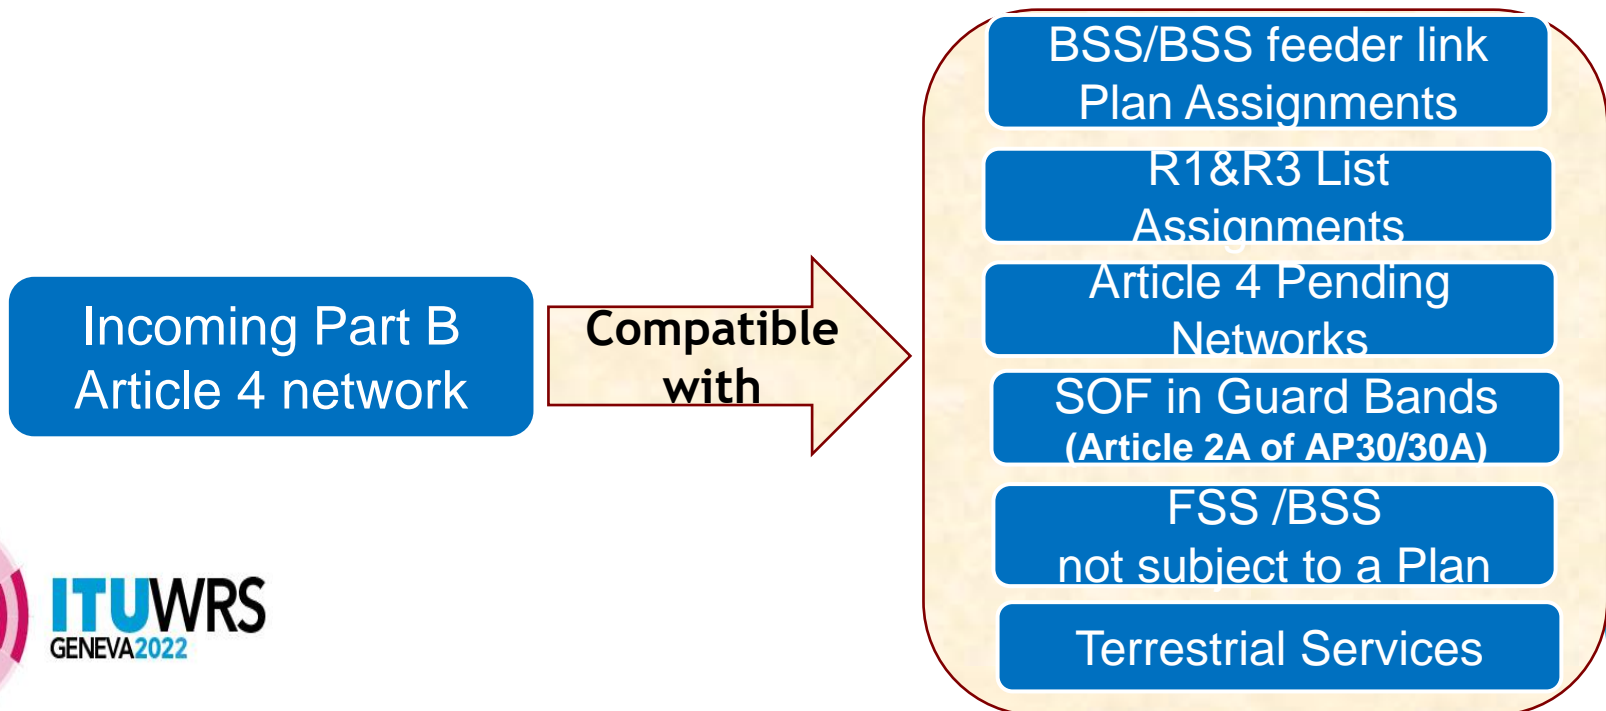 BSS/BSS feeder link
Plan Assignments
R1&R3 List
Assignments
Article 4 Pending
Networks
SOF in Guard Bands
(Article 2A of AP30/30A)
FSS /BSS
not subject to a Plan
Terrestrial Services
Incoming Part B
Article 4 network
Compatible
with
ITUWRS
GENEVA2022